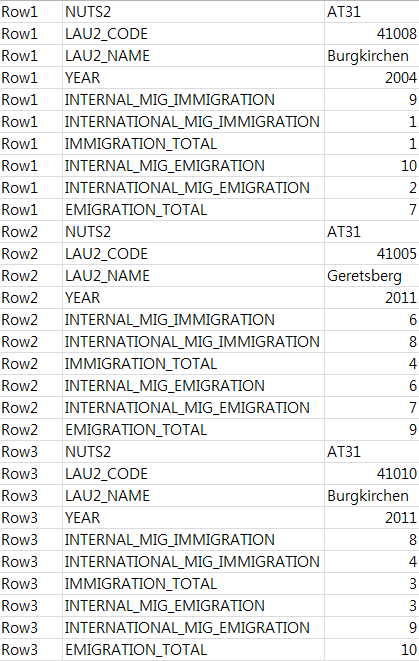 Row1 NUTS2 AT31
Row1 LAU2_CODE 41008
Row1 LAU2_NAME Burgkirchen
Row1 YEAR 2004
Row1 INTERNAL_MIG_IMMIGRATION 9
Row1 INTERNATIONAL_MIG_IMMIGRATION 1
Row1 IMMIGRATION_TOTAL 1
Row1 INTERNAL_MIG_EMIGRATION 10
Row1 INTERNATIONAL_MIG_EMIGRATION 2
Row1 EMIGRATION_TOTAL 7
Row2 NUTS2 AT31
Row2 LAU2_CODE 41005
Row2 LAU2_NAME Geretsberg
Row2 YEAR 2011
Row2 INTERNAL_MIG_IMMIGRATION 6
Row2 INTERNATIONAL_MIG_IMMIGRATION 8
Row2 IMMIGRATION_TOTAL 4
Row2 INTERNAL_MIG_EMIGRATION 6
Row2 INTERNATIONAL_MIG_EMIGRATION 7
Row2 EMIGRATION_TOTAL 9
Row3 NUTS2 AT31
Row3 LAU2_CODE 41010
Row3 LAU2_NAME Burgkirchen
Row3 YEAR 2011
Row3 INTERNAL_MIG_IMMIGRATION 8
Row3 INTERNATIONAL_MIG_IMMIGRATION 4
Row3 IMMIGRATION_TOTAL 3
Row3 INTERNAL_MIG_EMIGRATION 3
Row3 INTERNATIONAL_MIG_EMIGRATION 9
Row3 EMIGRATION_TOTAL 10